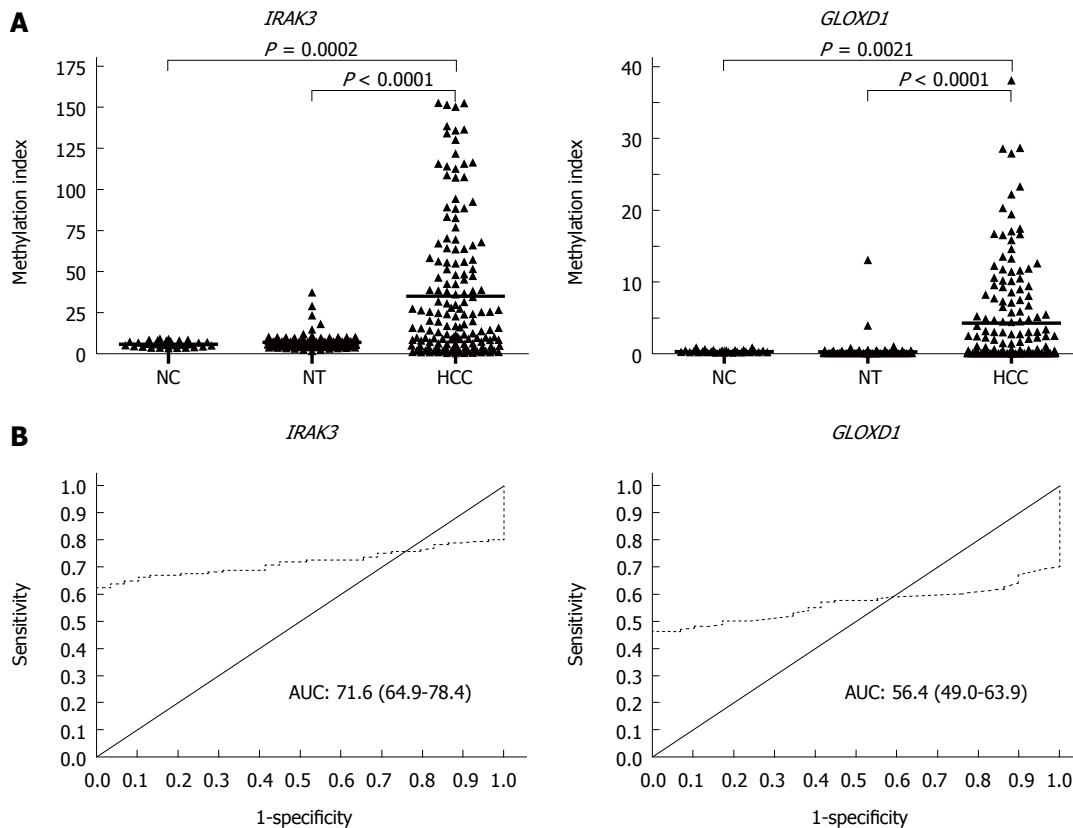 A
IRAK3
P = 0.0002
P < 0.0001
Methylation index
175
150
125
100
75
50
25
0
NC NT HCC
GLOXD1
P = 0.0021
P < 0.0001
Methylation index
40
30
20
10
0
NC NT HCC
B
IRAK3
Sensitivity
1.0
0.9
0.8
0.7
0.6
0.5
0.4
0.3
0.2
0.1
0.0
AUC: 71.6 (64.9-78.4)
0.0 0.1 0.2 0.3 0.4 0.5 0.6 0.7 0.8 0.9 1.0
1-specificity
GLOXD1
Sensitivity
1.0
0.9
0.8
0.7
0.6
0.5
0.4
0.3
0.2
0.1
0.0
AUC: 56.4 (49.0-63.9)
0.0 0.1 0.2 0.3 0.4 0.5 0.6 0.7 0.8 0.9 1.0
1-specificity